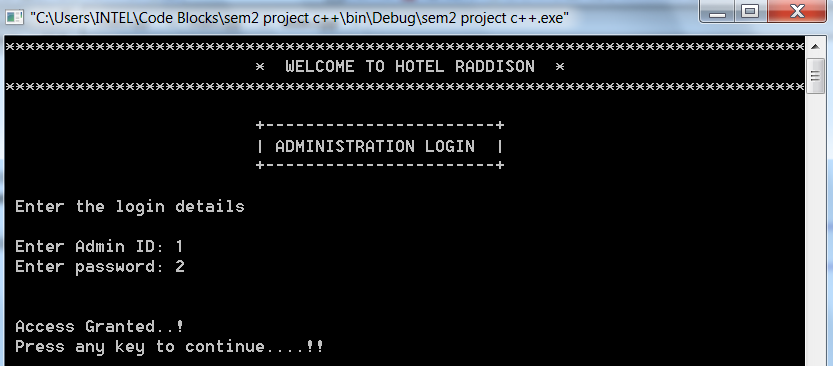 "C:\Users\INTEL\Code Blocks\sem2 project c++\bin\Debug\sem2 project c++.exe"
********************************************************************************
* WELCOME TO HOTEL RADDISON *
********************************************************************************
+-----------------------+
| ADMINISTRATION LOGIN |
+-----------------------+
Enter the login details
Enter Admin ID: 1
Enter password: 2
Access Granted..!
Press any key to continue....!!